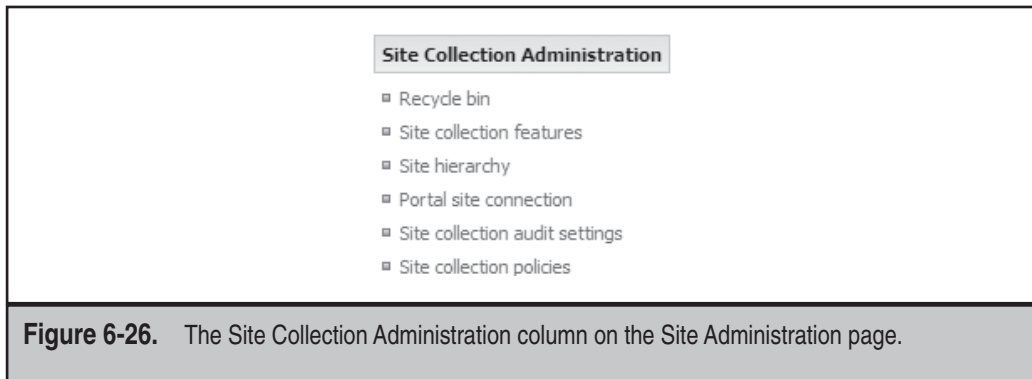 Site Collection Administration
Recycle bin
Site collection features
Site hierarchy
Portal site connection
Site collection audit settings
Site collection policies
Figure 6-26. The Site Collection Administration column on the Site Administration page.